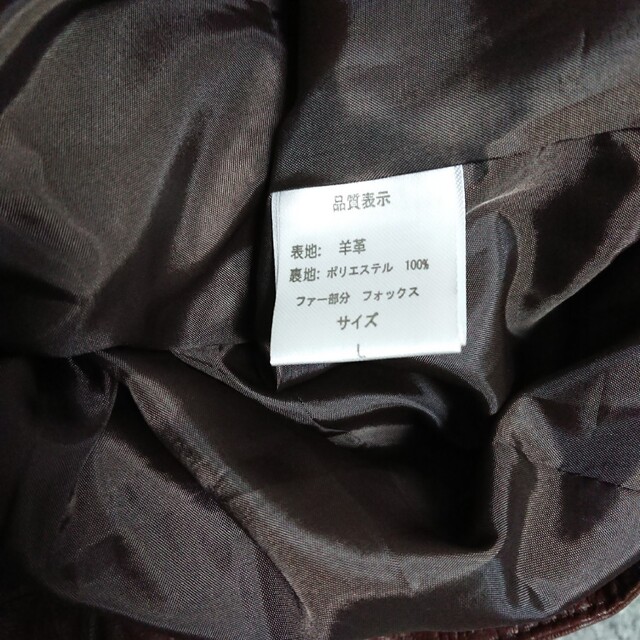 品質表示
表地: 羊革
裏地: ポリエステル 100%
ファー部分 フォックス
サイズ
L